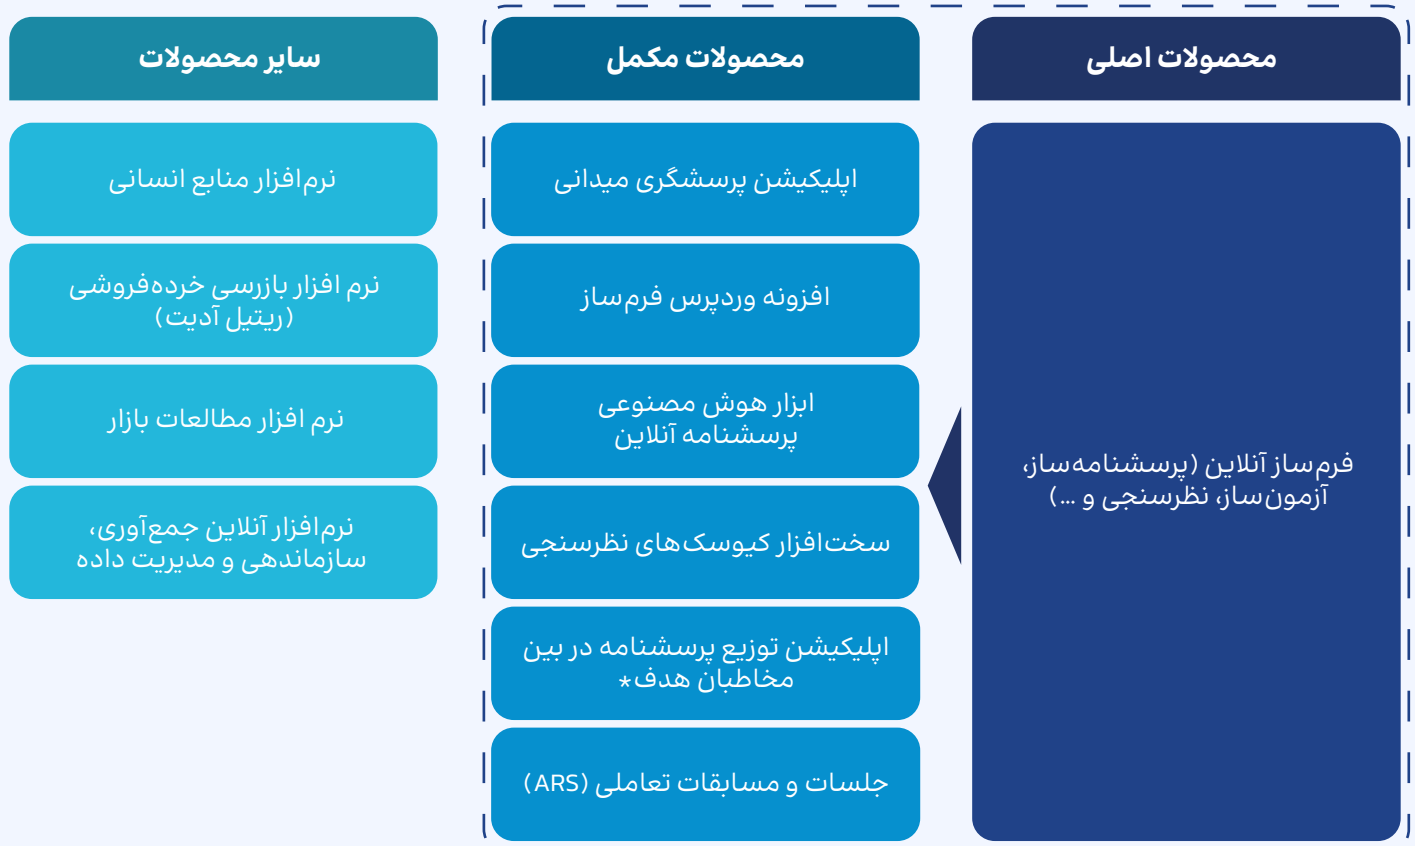 محصولات اصلی
فرم‌ساز آنلاین (پرسشنامه‌ساز،
آزمون‌ساز، نظرسنجی و ...)
محصولات مکمل
اپلیکیشن پرسشگری میدانی
افزونه وردپرس فرم‌ساز
ابزار هوش مصنوعی
پرسشنامه آنلاین
سخت‌افزار کیوسک‌های نظرسنجی
اپلیکیشن توزیع پرسشنامه در بین
مخاطبان هدف*
جلسات و مسابقات تعاملی (ARS)
سایر محصولات
نرم‌افزار منابع انسانی
نرم افزار بازرسی خرده‌فروشی
(ریتیل آدیت)
نرم افزار مطالعات بازار
نرم‌افزار آنلاین جمع‌آوری،
سازماندهی و مدیریت داده